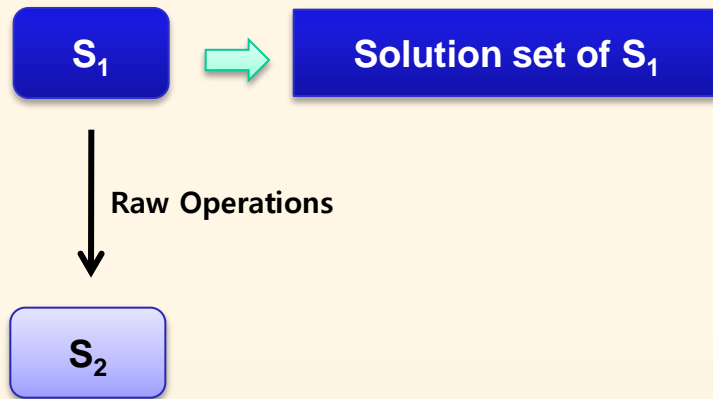 S₁
Solution set of S₁
Raw Operations
S₂